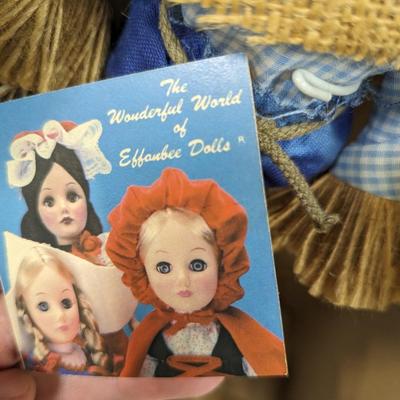 The
Wonderful World
of
Effanbee Dolls ®